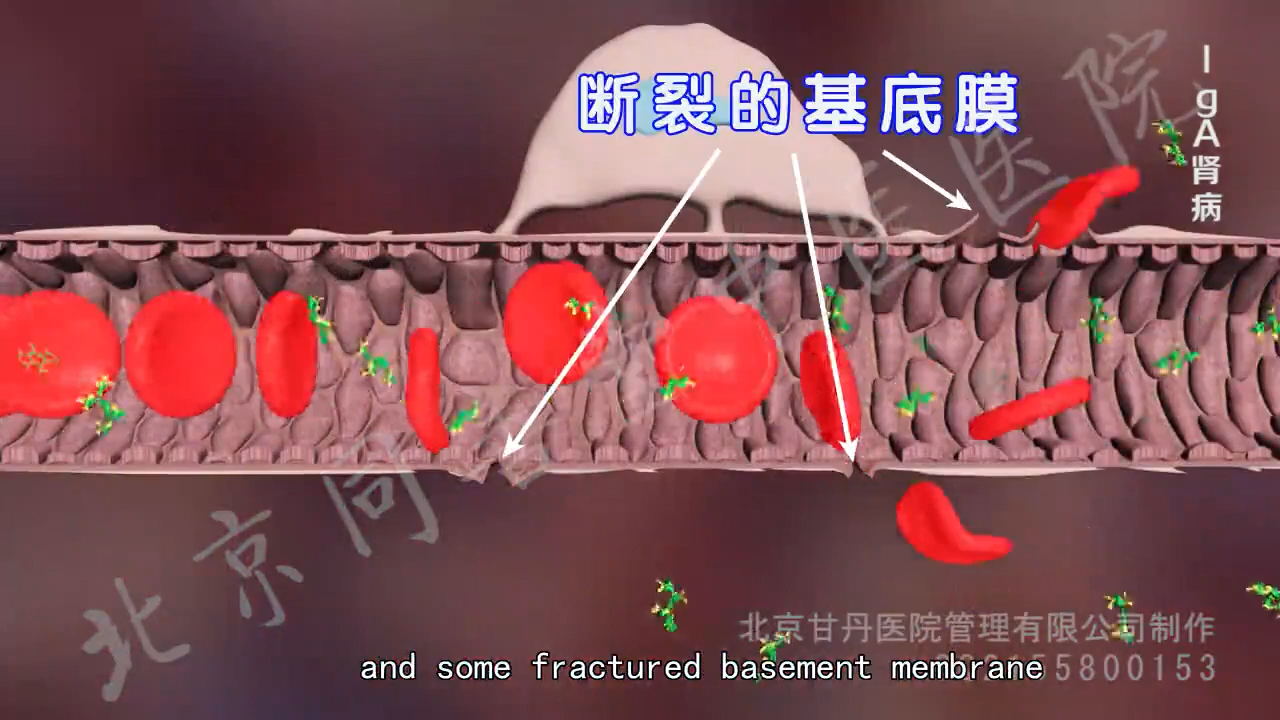 断裂的基底膜
IgA肾病
北京甘丹医院管理有限公司制作
and some fractured basement membrane